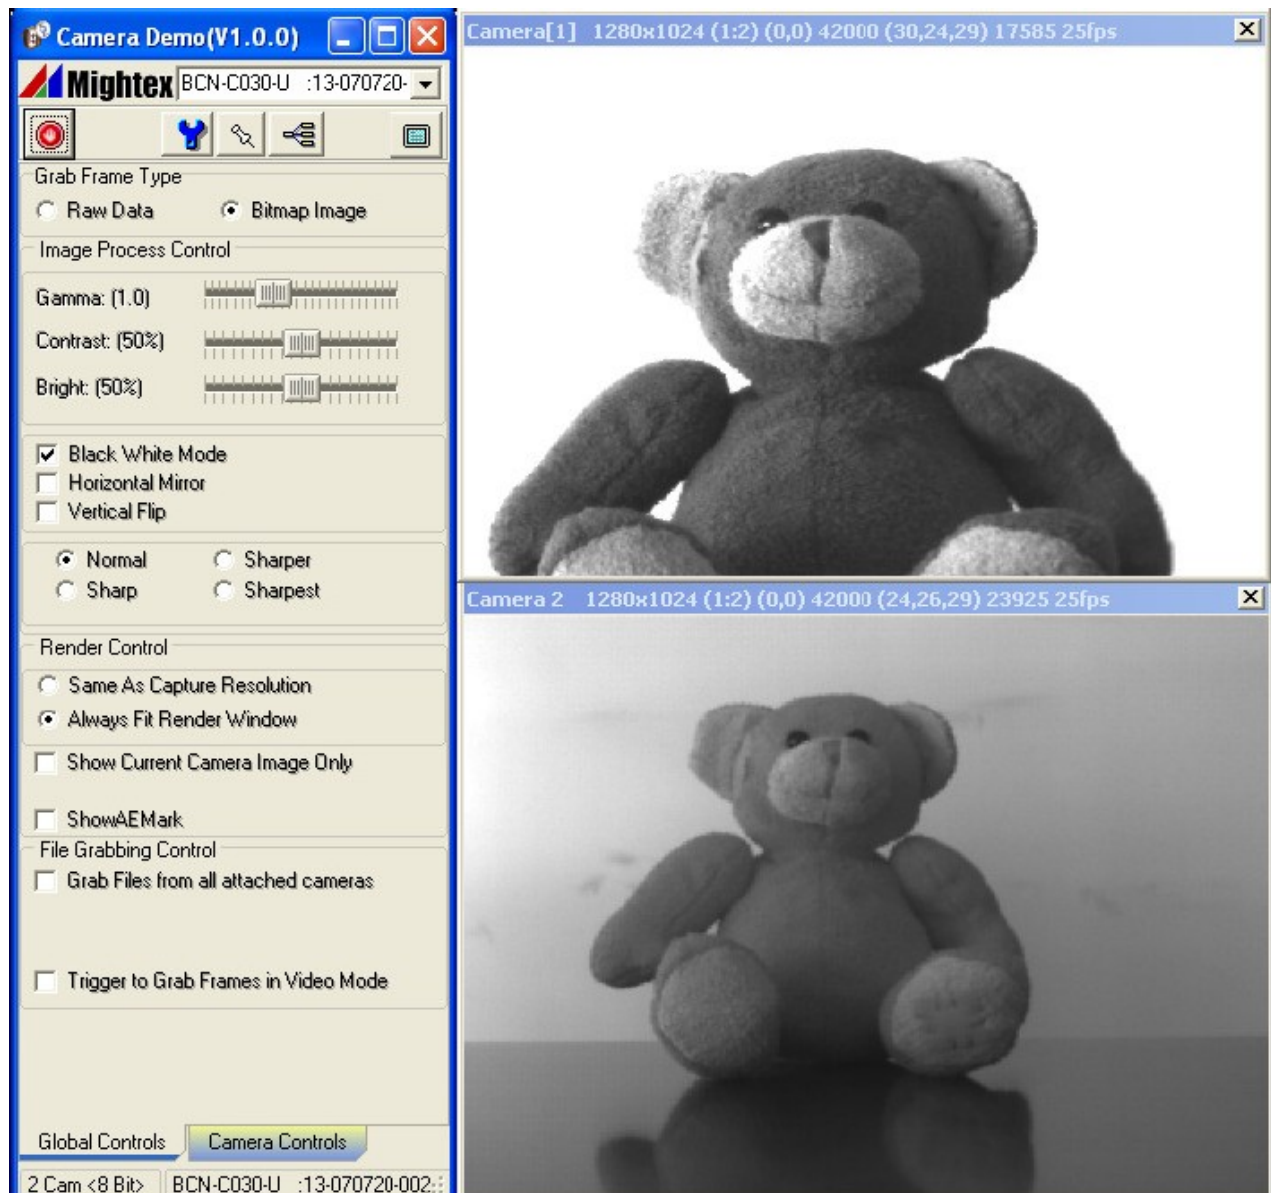 Camera Demo(V1.0.0)
Mightex BCN-C030-U :13-070720-
Grab Frame Type
Raw Data Bitmap Image
Image Process Control
Gamma: (1.0)
Contrast: (50%)
Bright: (50%)
Black White Mode
Horizontal Mirror
Vertical Flip
Normal Sharper
Sharp Sharpest
Render Control
Same As Capture Resolution
Always Fit Render Window
Show Current Camera Image Only
ShowAEMark
File Grabbing Control
Grab Files from all attached cameras
Trigger to Grab Frames in Video Mode
Global Controls Camera Controls
2 Cam <8 Bit> BCN-C030-U :13-070720-002
Camera[1] 1280x1024 (1:2) (0,0) 42000 (30,24,29) 17585 25fps
Camera 2 1280x1024 (1:2) (0,0) 42000 (24,26,29) 23925 25fps